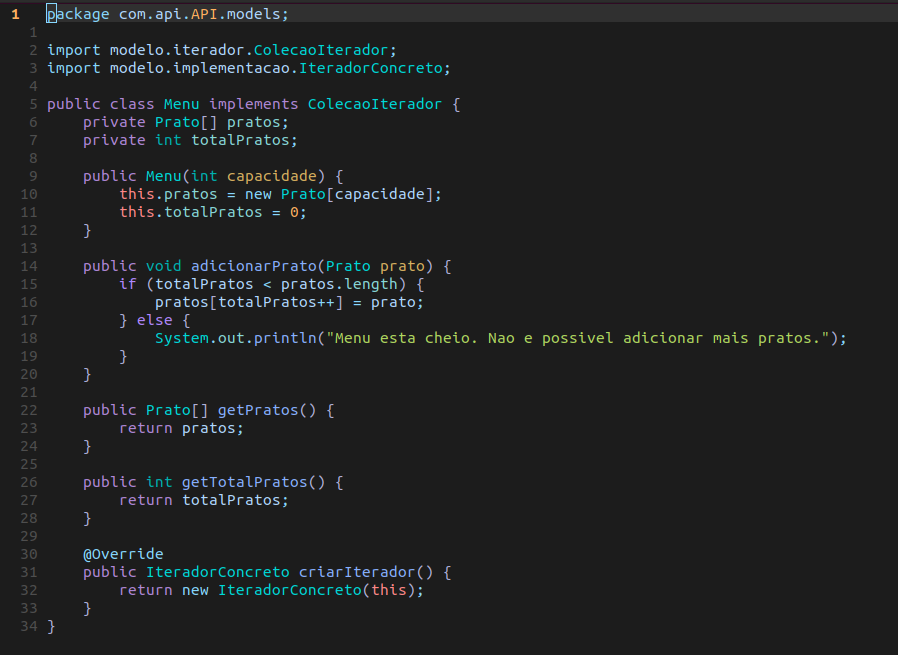 1 package com.api.API.models;
1
2 import modelo.iterador.ColecaoIterador;
3 import modelo.implementacao.IteradorConcreto;
4
5 public class Menu implements ColecaoIterador {
6     private Prato[] pratos;
7     private int totalPratos;
8
9     public Menu(int capacidade) {
10         this.pratos = new Prato[capacidade];
11         this.totalPratos = 0;
12     }
13
14     public void adicionarPrato(Prato prato) {
15         if (totalPratos < pratos.length) {
16             pratos[totalPratos++] = prato;
17         } else {
18             System.out.println("Menu esta cheio. Nao e possivel adicionar mais pratos.");
19         }
20     }
21
22     public Prato[] getPratos() {
23         return pratos;
24     }
25
26     public int getTotalPratos() {
27         return totalPratos;
28     }
29
30     @Override
31     public IteradorConcreto criarIterador() {
32         return new IteradorConcreto(this);
33     }
34 }